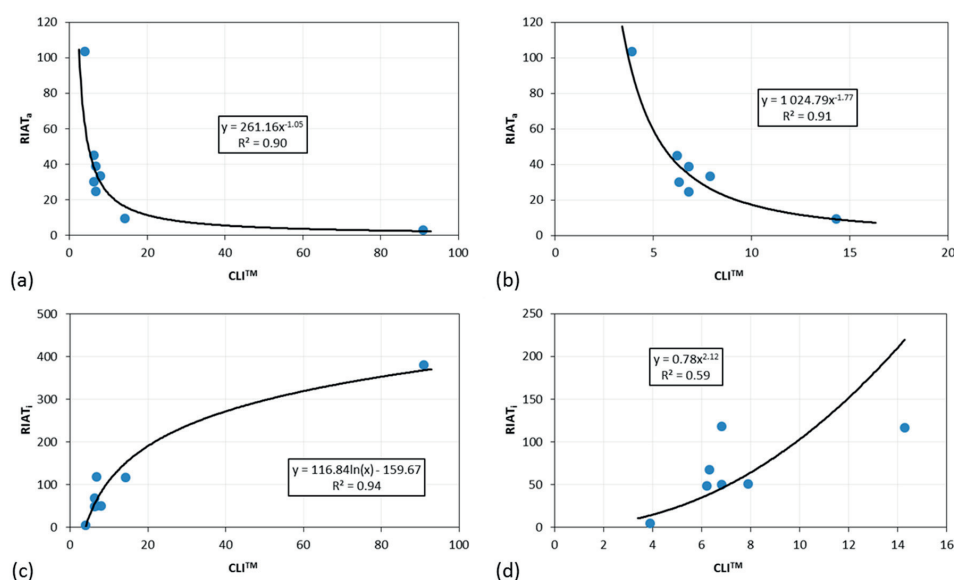 120
100
80
60
40
20
0
RIATₐ
y = 261.16x⁻¹·⁰⁵
R² = 0.90
0 20 40 60 80 100
CLI™
(a)
120
100
80
60
40
20
0
RIATₐ
y = 1 024.79x⁻¹·⁷⁷
R² = 0.91
0 5 10 15 20
CLI™
(b)
500
400
300
200
100
0
RIATᵢ
y = 116.84ln(x) - 159.67
R² = 0.94
0 20 40 60 80 100
CLI™
(c)
250
200
150
100
50
0
RIATᵢ
y = 0.78x²·¹²
R² = 0.59
0 2 4 6 8 10 12 14 16
CLI™
(d)